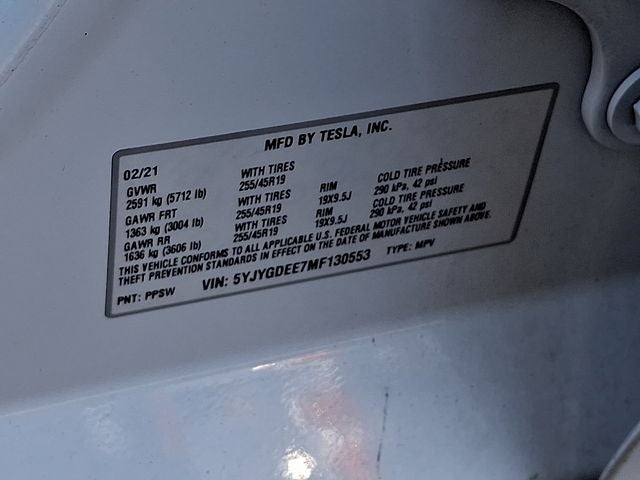 MFD BY TESLA, INC.
02/21
GVWR WITH TIRES
2591 kg (5712 lb) 255/45R19 RIM COLD TIRE PRESSURE
GAWR FRT WITH TIRES 19X9.5J 290 kPa, 42 psi
1363 kg (3004 lb) 255/45R19 RIM COLD TIRE PRESSURE
GAWR RR WITH TIRES 19X9.5J 290 kPa, 42 psi
1636 kg (3606 lb) 255/45R19
THIS VEHICLE CONFORMS TO ALL APPLICABLE U.S. FEDERAL MOTOR VEHICLE SAFETY AND
THEFT PREVENTION STANDARDS IN EFFECT ON THE DATE OF MANUFACTURE SHOWN ABOVE.
PNT: PPSW VIN: 5YJYGDEE7MF130553 TYPE: MPV